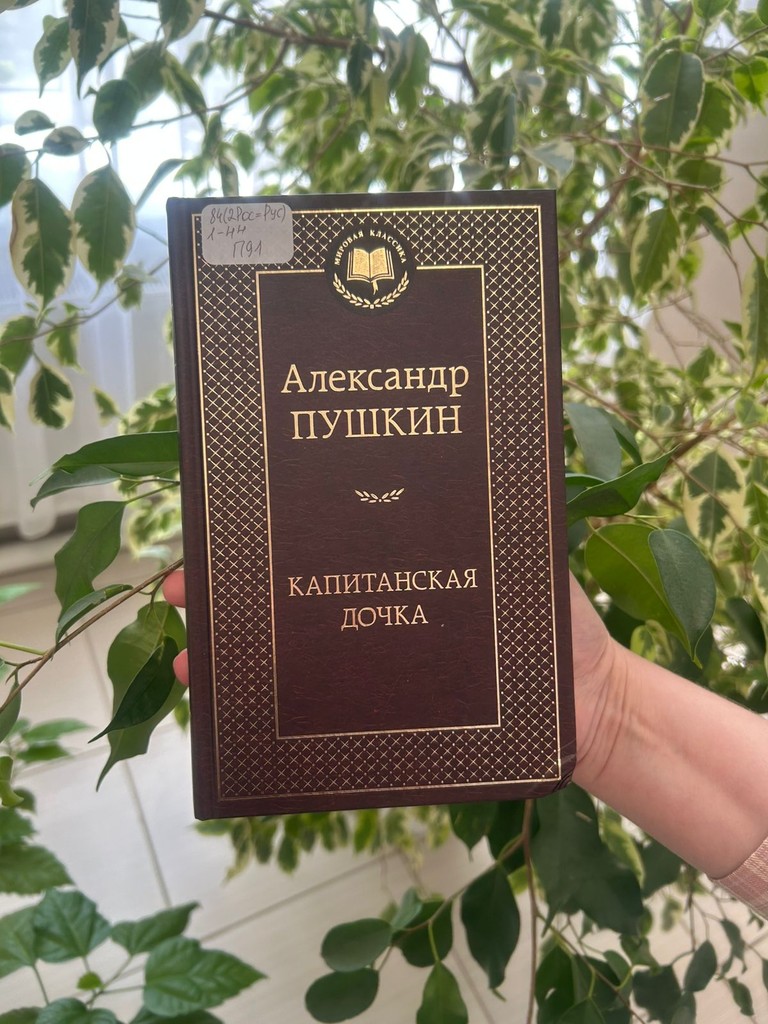 84(2Рос=Рус)
1-44
П91
МИРОВАЯ КЛАССИКА
Александр
ПУШКИН
КАПИТАНСКАЯ
ДОЧКА